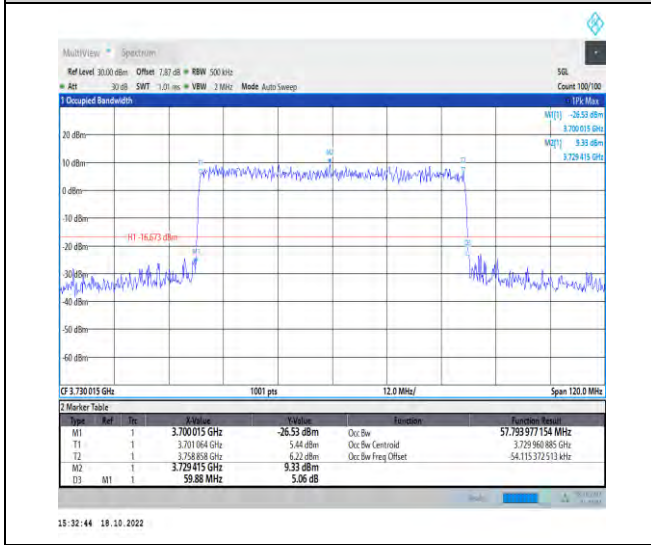 MultiView Spectrum
Ref Level 30.00 dBm Offset 7.87 dB RBW 500 kHz SGL
Att 30 dB SWT 1.01 ms VBW 2 MHz Mode Auto Sweep Count 100/100
1 Occupied Bandwidth 1Pk Max
M1[1] -26.53 dBm
3.700 015 GHz
M2[1] 9.33 dBm
3.729 415 GHz
20 dBm
M2
10 dBm
0 dBm
-10 dBm
H1 -16.673 dBm
-20 dBm
M1
-30 dBm
-40 dBm
-50 dBm
-60 dBm
CF 3.730 015 GHz 1001 pts 12.0 MHz/ Span 120.0 MHz
2 Marker Table
Type Ref Trc X-Value Y-Value Function Function Result
M1 1 3.700 015 GHz -26.53 dBm Occ Bw 57.793 977 154 MHz
T1 1 3.701 064 GHz 5.44 dBm Occ Bw Centroid 3.729 960 885 GHz
T2 1 3.758 858 GHz 6.22 dBm Occ Bw Freq Offset -54.115 372 513 kHz
M2 1 3.729 415 GHz 9.33 dBm
D3 M1 1 59.88 MHz 5.06 dB
15:32:44 18.10.2022